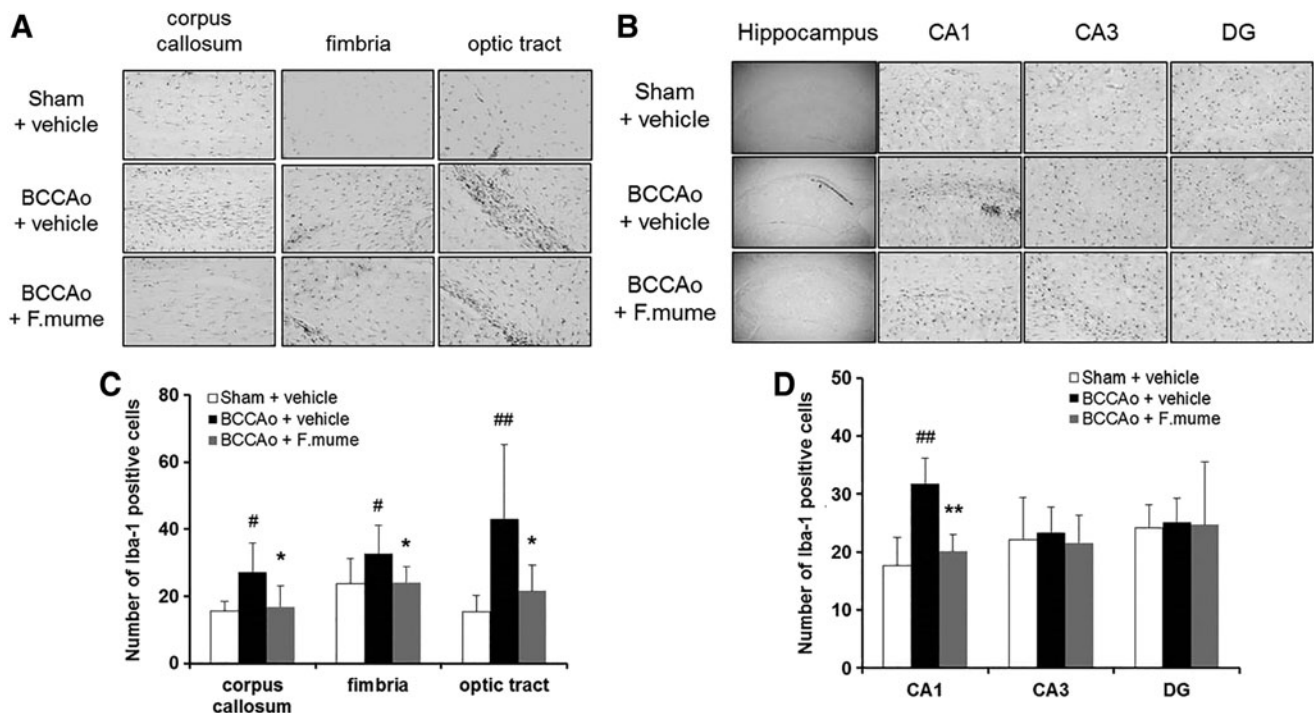 A
corpus
callosum
fimbria
optic tract
Sham
+ vehicle
BCCAo
+ vehicle
BCCAo
+ F.mume
B
Hippocampus
CA1
CA3
DG
Sham
+ vehicle
BCCAo
+ vehicle
BCCAo
+ F.mume
C
Number of Iba-1 positive cells
80
60
40
20
0
Sham + vehicle
BCCAo + vehicle
BCCAo + F.mume
#
*
#
*
##
*
corpus
callosum
fimbria
optic tract
D
Number of Iba-1 positive cells
50
40
30
20
10
0
Sham + vehicle
BCCAo + vehicle
BCCAo + F.mume
##
**
CA1
CA3
DG